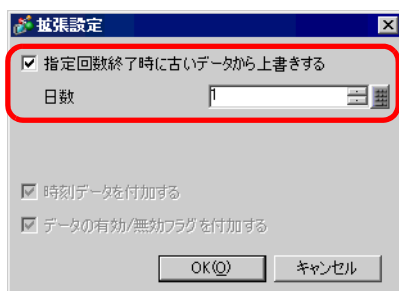 拡張設定
指定回数終了時に古いデータから上書きする
日数 1
時刻データを付加する
データの有効/無効フラグを付加する
OK(O) キャンセル